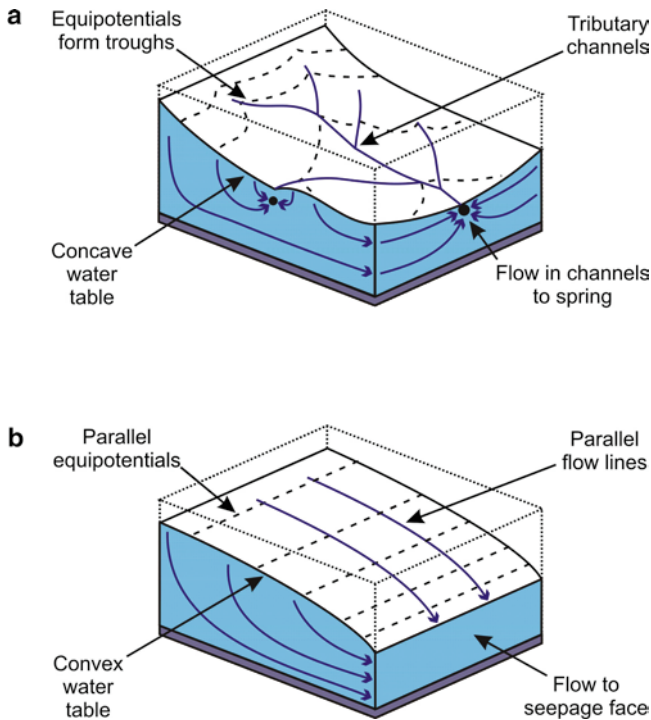 a
Equipotentials
form troughs
Tributary
channels
Concave
water
table
Flow in channels
to spring
b
Parallel
equipotentials
Parallel
flow lines
Convex
water
table
Flow to
seepage face